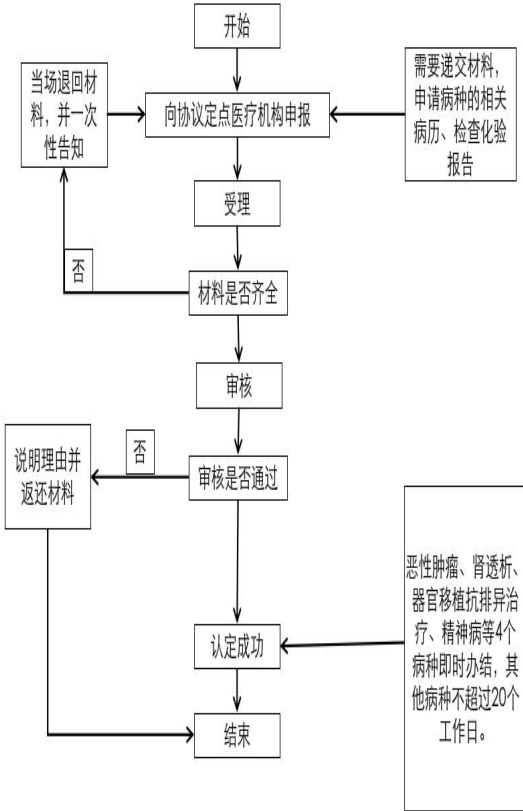 开始
当场退回材
料，并一次
性告知
向协议定点医疗机构申报
需要递交材料，
申请病种的相关
病历、检查化验
报告
受理
否
材料是否齐全
审核
否
说明理由并
返还材料
审核是否通过
恶性肿瘤、肾透析、
器官移植抗排异治
疗、精神病等4个
病种即时办结，其
他病种不超过20个
工作日。
认定成功
结束